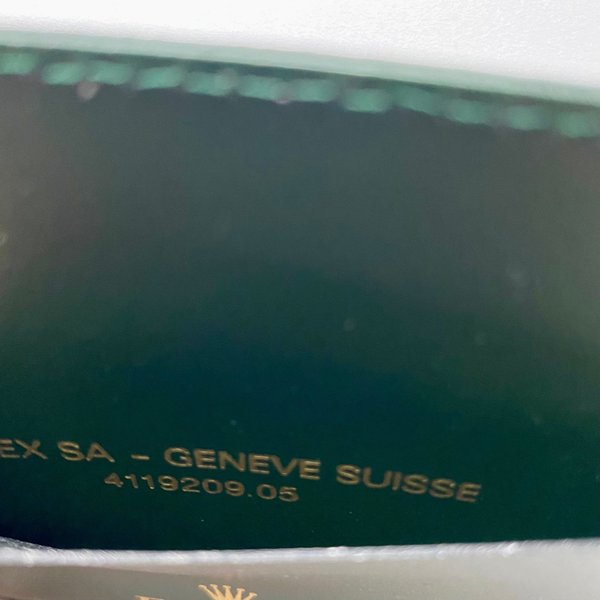 EX SA – GENEVE SUISSE
4119209.05